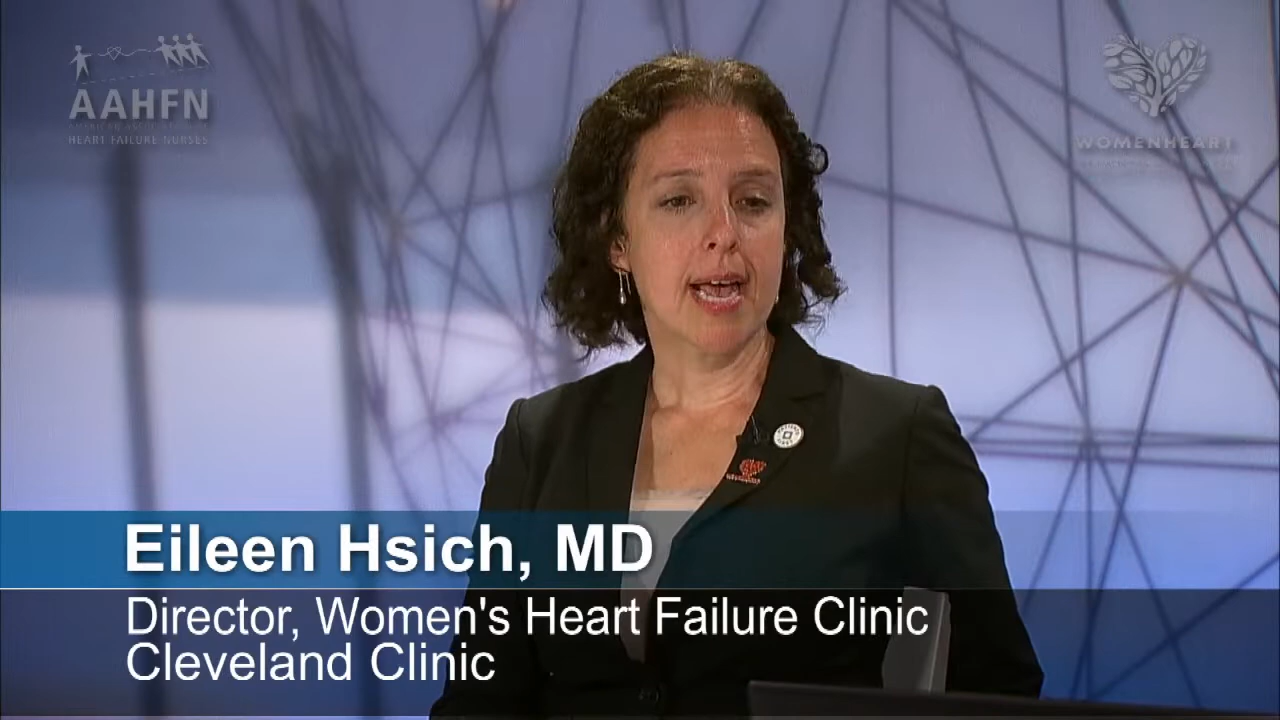 AAHFN
HEART FAILURE NURSES
WOMENHEART
Eileen Hsich, MD
Director, Women's Heart Failure Clinic
Cleveland Clinic